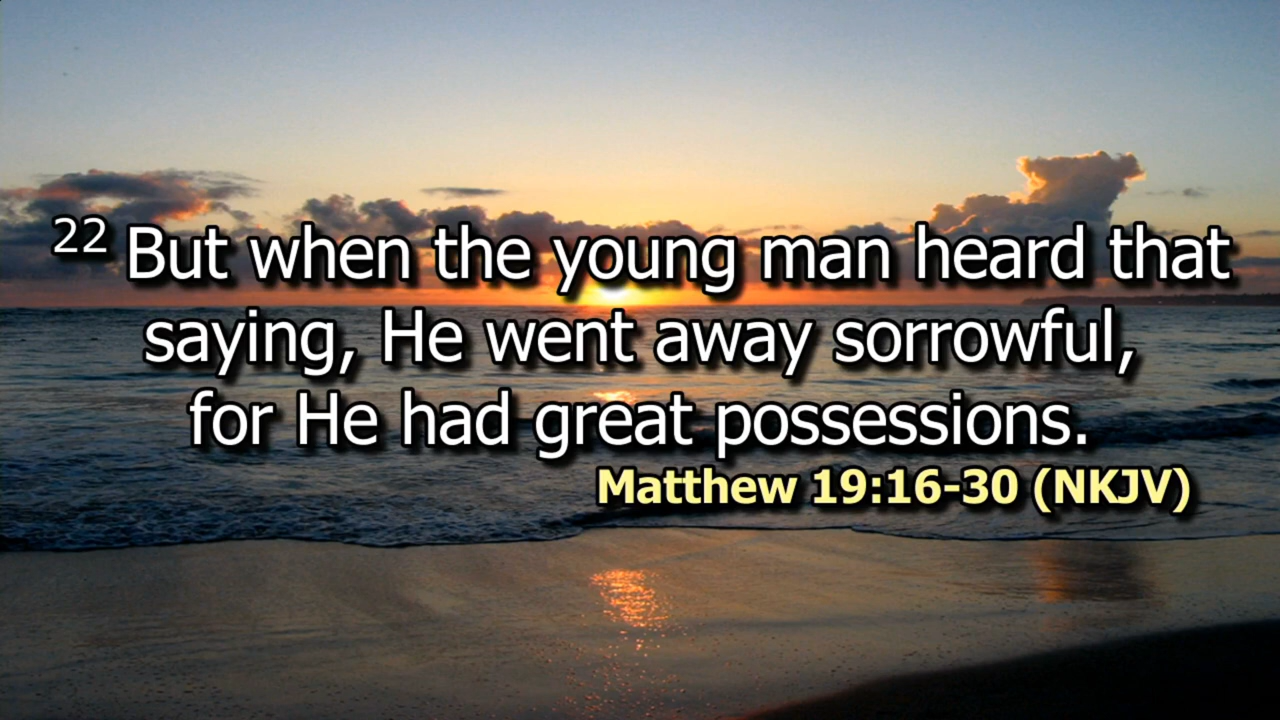 22 But when the young man heard that
saying, He went away sorrowful,
for He had great possessions.
Matthew 19:16-30 (NKJV)